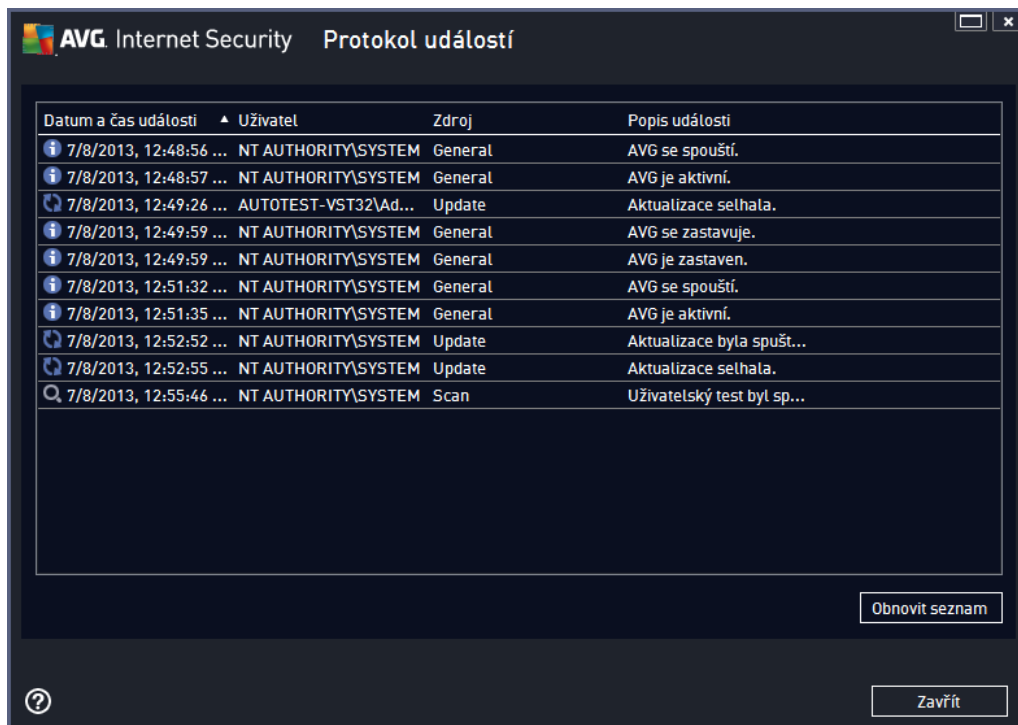 AVG. Internet Security Protokol událostí
Datum a čas události Uživatel Zdroj Popis události
7/8/2013, 12:48:56 ... NT AUTHORITY\SYSTEM General AVG se spouští.
7/8/2013, 12:48:57 ... NT AUTHORITY\SYSTEM General AVG je aktivní.
7/8/2013, 12:49:26 ... AUTOTEST-VST32\Ad... Update Aktualizace selhala.
7/8/2013, 12:49:59 ... NT AUTHORITY\SYSTEM General AVG se zastavuje.
7/8/2013, 12:49:59 ... NT AUTHORITY\SYSTEM General AVG je zastaven.
7/8/2013, 12:51:32 ... NT AUTHORITY\SYSTEM General AVG se spouští.
7/8/2013, 12:51:35 ... NT AUTHORITY\SYSTEM General AVG je aktivní.
7/8/2013, 12:52:52 ... NT AUTHORITY\SYSTEM Update Aktualizace byla spušt...
7/8/2013, 12:52:55 ... NT AUTHORITY\SYSTEM Update Aktualizace selhala.
7/8/2013, 12:55:46 ... NT AUTHORITY\SYSTEM Scan Uživatelský test byl sp...
Obnovit seznam
Zavřít